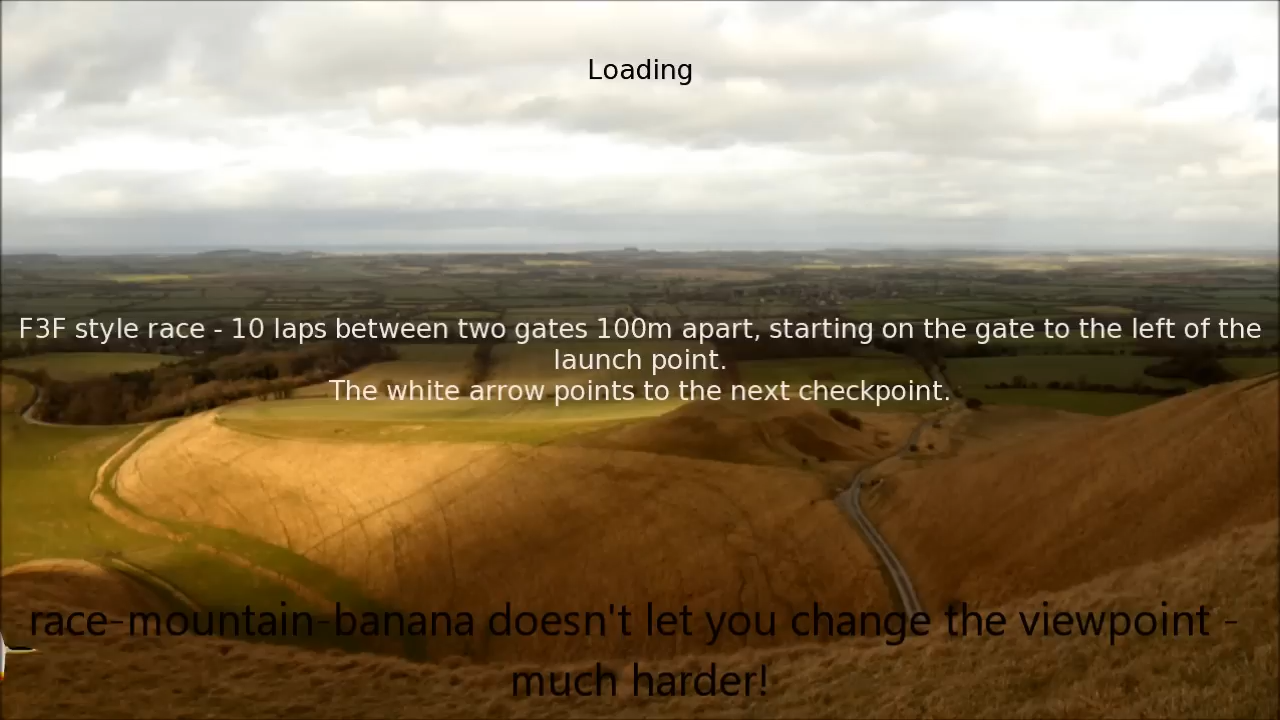 Loading
F3F style race - 10 laps between two gates 100m apart, starting on the gate to the left of the
launch point.
The white arrow points to the next checkpoint.
race-mountain-banana doesn't let you change the viewpoint -
much harder!